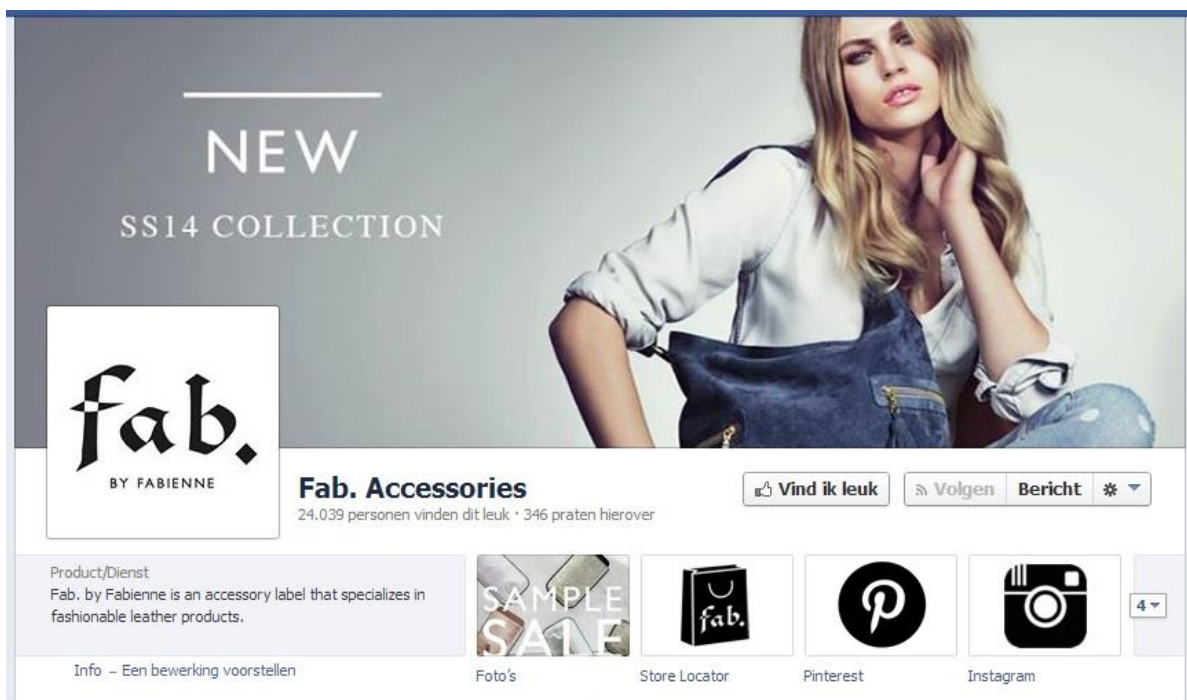 NEW
SS14 COLLECTION
fab.
BY FABIENNE
Fab. Accessories
24.039 personen vinden dit leuk · 346 praten hierover
Vind ik leuk
Volgen
Bericht
Product/Dienst
Fab. by Fabienne is an accessory label that specializes in
fashionable leather products.
Info – Een bewerking voorstellen
SAMPLE
SALE
Foto's
fab.
Store Locator
Pinterest
Instagram
4